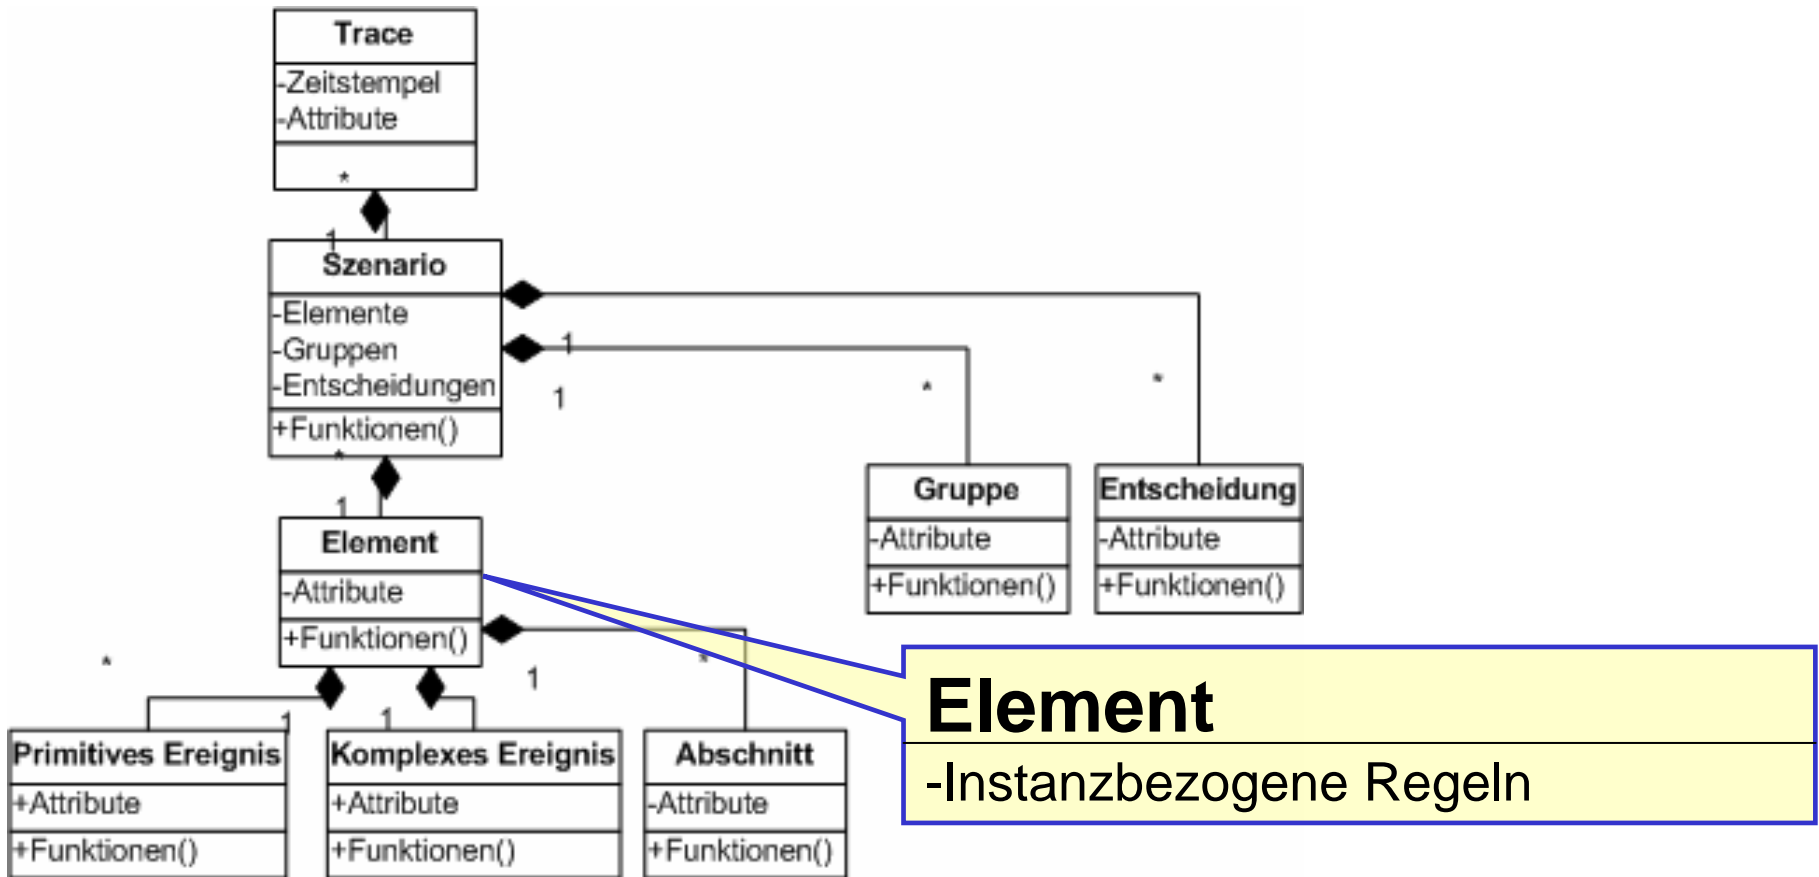 Trace
-Zeitstempel
-Attribute
*
1
Szenario
-Elemente
-Gruppen
-Entscheidungen
+Funktionen()
1
1
*
*
*
1
Gruppe
-Attribute
+Funktionen()
Entscheidung
-Attribute
+Funktionen()
Element
-Attribute
+Funktionen()
*
1
1
1
*
Primitives Ereignis
+Attribute
+Funktionen()
Komplexes Ereignis
+Attribute
+Funktionen()
Abschnitt
-Attribute
+Funktionen()
Element
-Instanzbezogene Regeln